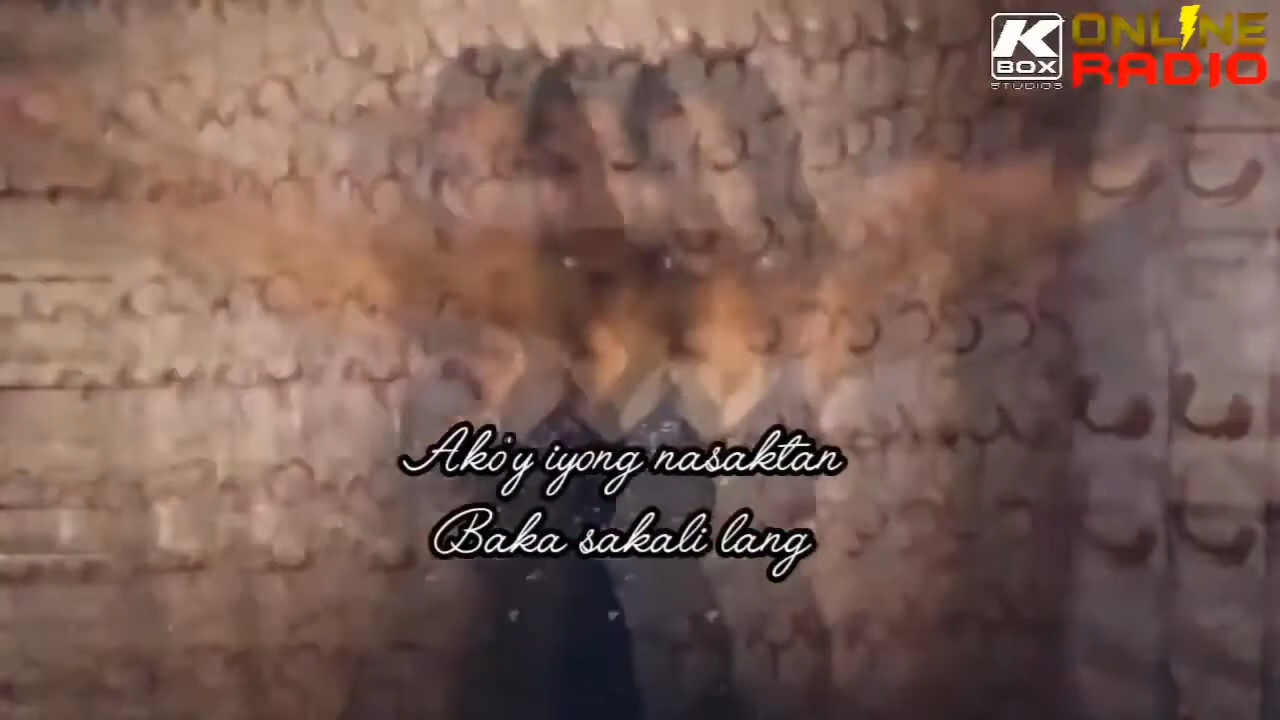 K ONLINE
BOX RADIO
STUDIOS
Ako'y iyong nasaktan
Baka sakali lang